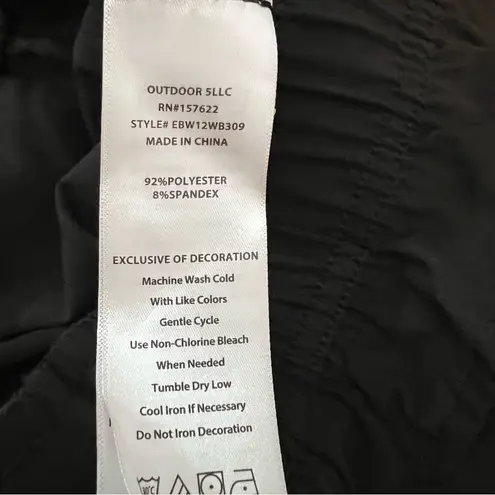 OUTDOOR 5LLC
RN#157622
STYLE# EBW12WB309
MADE IN CHINA
92%POLYESTER
8%SPANDEX
EXCLUSIVE OF DECORATION
Machine Wash Cold
With Like Colors
Gentle Cycle
Use Non-Chlorine Bleach
When Needed
Tumble Dry Low
Cool Iron If Necessary
Do Not Iron Decoration
30°C